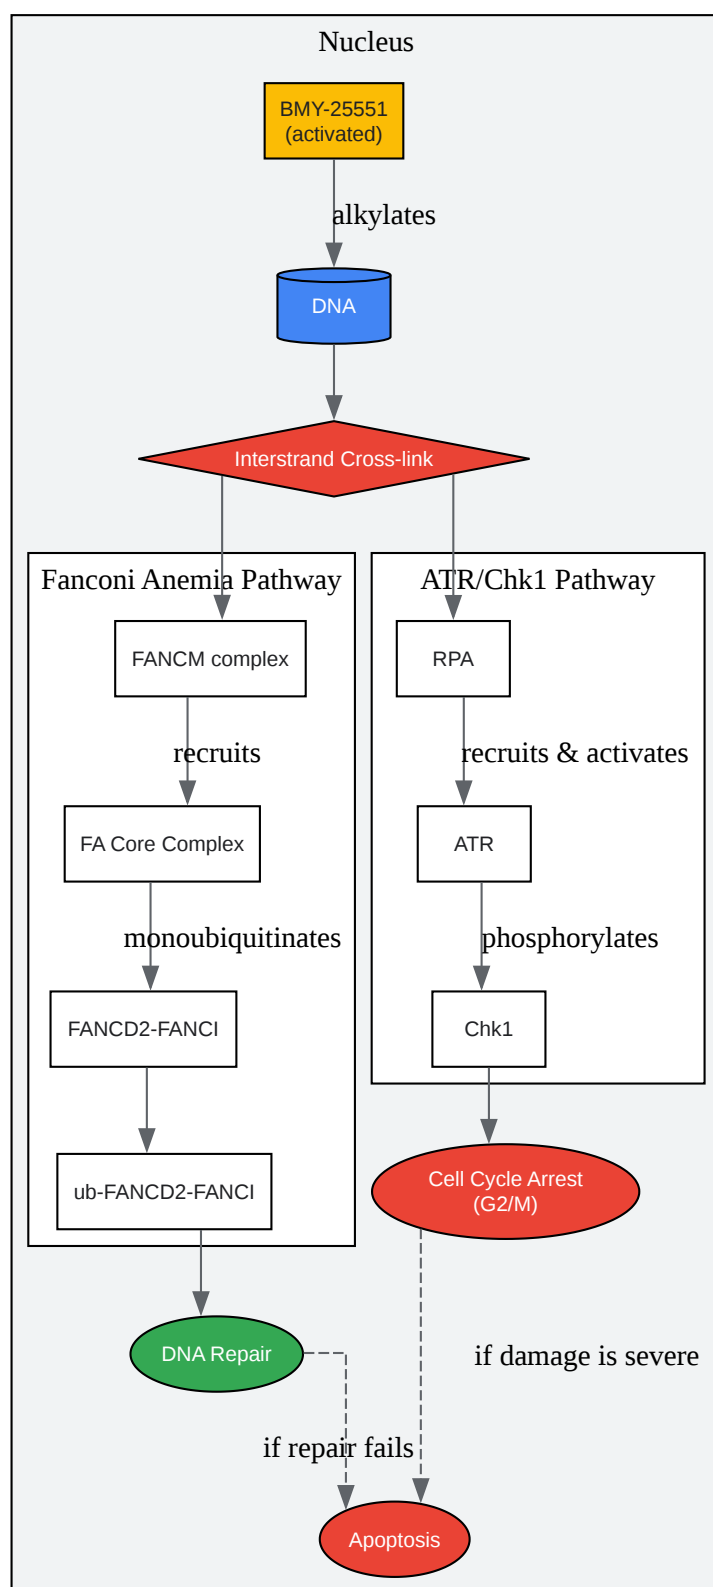 Nucleus
BMY-25551
(activated)
alkylates
DNA
Interstrand Cross-link
Fanconi Anemia Pathway
FANCM complex
recruits
FA Core Complex
monoubiquitinates
FANCD2-FANCI
ub-FANCD2-FANCI
ATR/Chk1 Pathway
RPA
recruits & activates
ATR
phosphorylates
Chk1
Cell Cycle Arrest
(G2/M)
DNA Repair
if damage is severe
if repair fails
Apoptosis